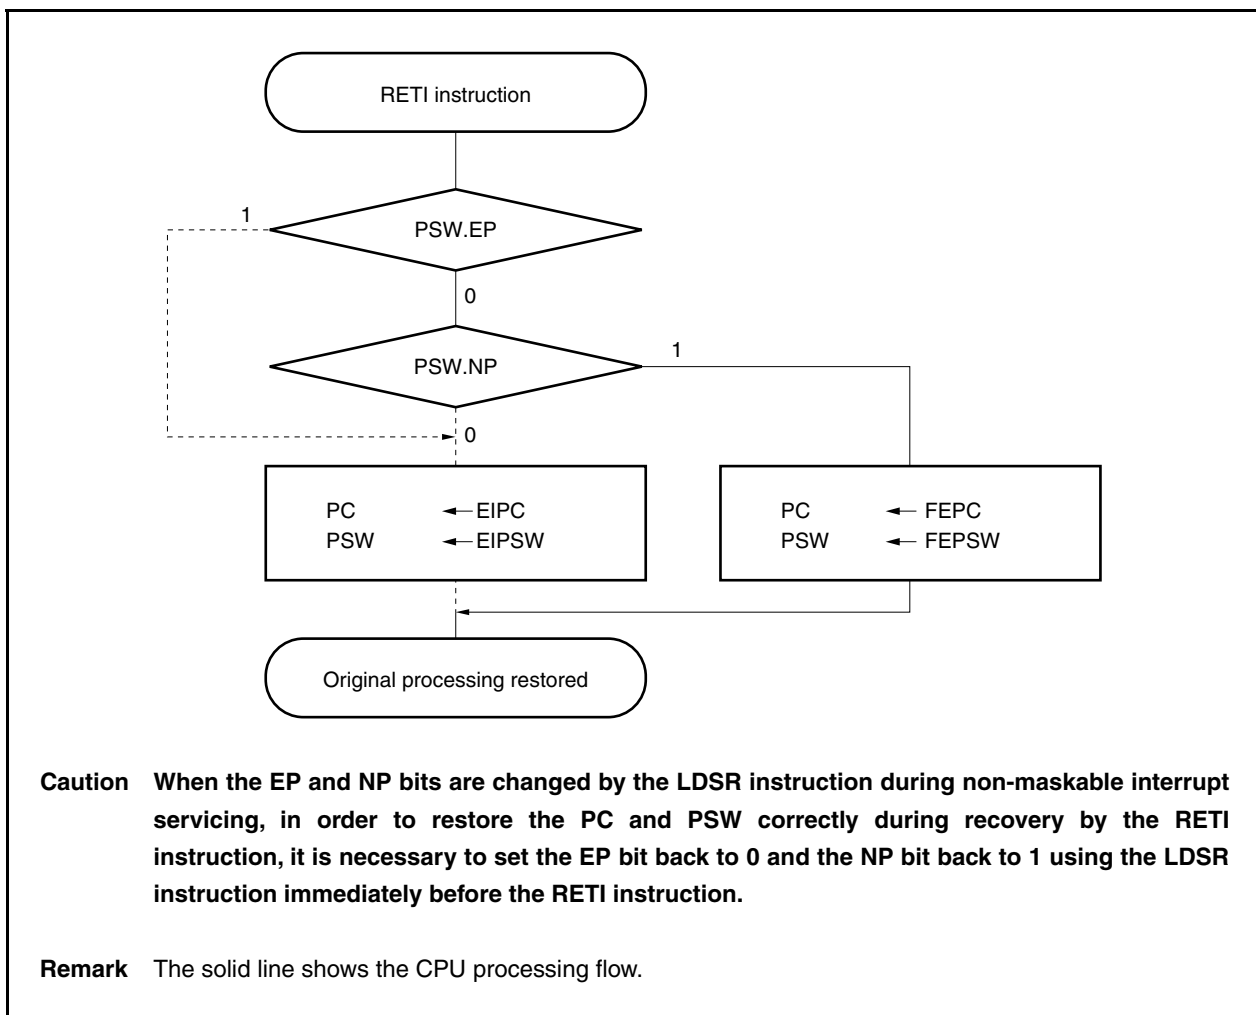 RETI instruction
1
PSW.EP
0
1
PSW.NP
0
PC ← EIPC
PSW ← EIPSW
PC ← FEPC
PSW ← FEPSW
Original processing restored
Caution When the EP and NP bits are changed by the LDSR instruction during non-maskable interrupt
servicing, in order to restore the PC and PSW correctly during recovery by the RETI
instruction, it is necessary to set the EP bit back to 0 and the NP bit back to 1 using the LDSR
instruction immediately before the RETI instruction.
Remark The solid line shows the CPU processing flow.